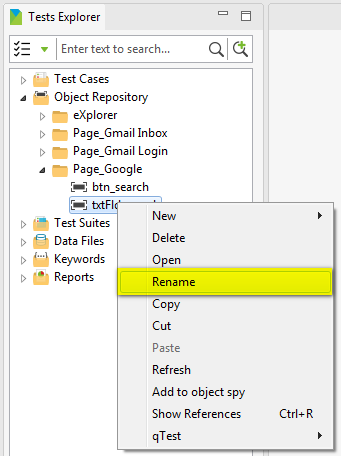 Tests Explorer
Enter text to search...
Test Cases
Object Repository
eXplorer
Page_Gmail Inbox
Page_Gmail Login
Page_Google
btn_search
Test Suites
Data Files
Keywords
Reports
New
Delete
Open
Rename
Copy
Cut
Paste
Refresh
Add to object spy
Show References Ctrl+R
qTest